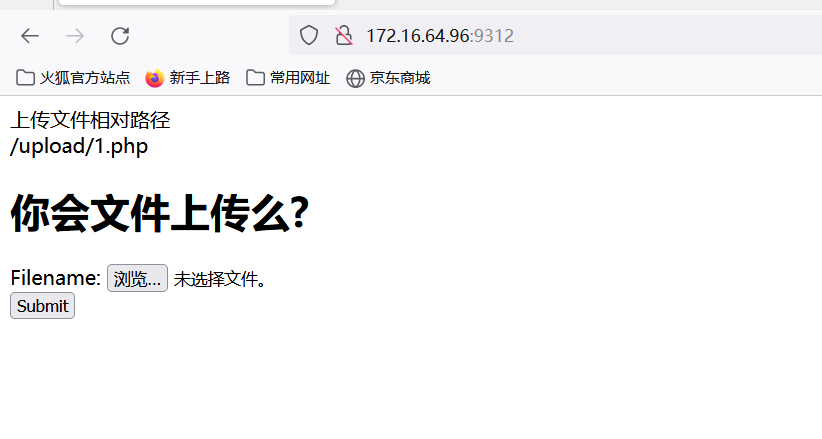 172.16.64.96:9312
火狐官方站点 新手上路 常用网址 京东商城
上传文件相对路径
/upload/1.php
你会文件上传么?
Filename: 浏览... 未选择文件。
Submit